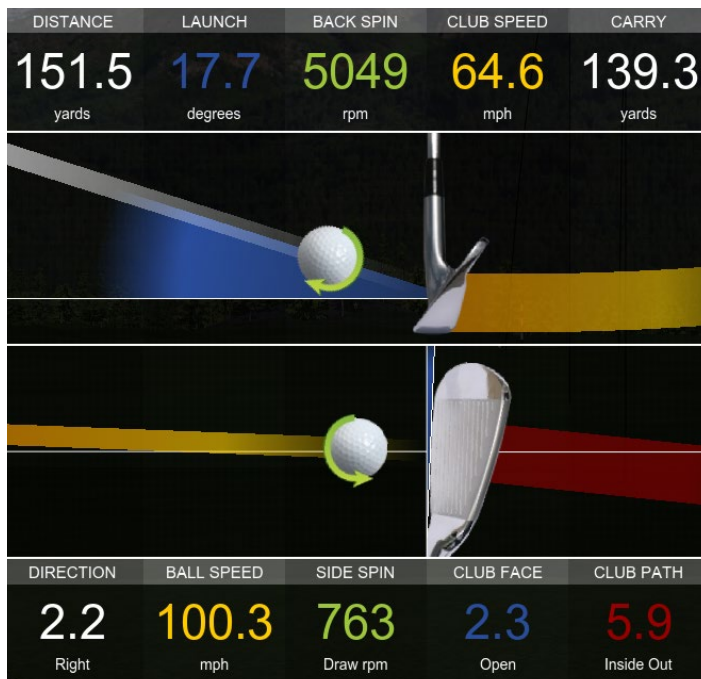 DISTANCE LAUNCH BACK SPIN CLUB SPEED CARRY
151.5 17.7 5049 64.6 139.3
yards degrees rpm mph yards
DIRECTION BALL SPEED SIDE SPIN CLUB FACE CLUB PATH
2.2 100.3 763 2.3 5.9
Right mph Draw rpm Open Inside Out